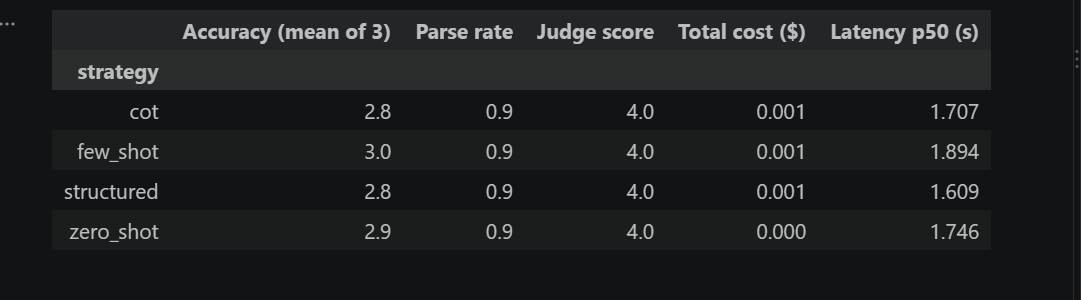 Accuracy (mean of 3) Parse rate Judge score Total cost ($) Latency p50 (s)
strategy
cot 2.8 0.9 4.0 0.001 1.707
few_shot 3.0 0.9 4.0 0.001 1.894
structured 2.8 0.9 4.0 0.001 1.609
zero_shot 2.9 0.9 4.0 0.000 1.746